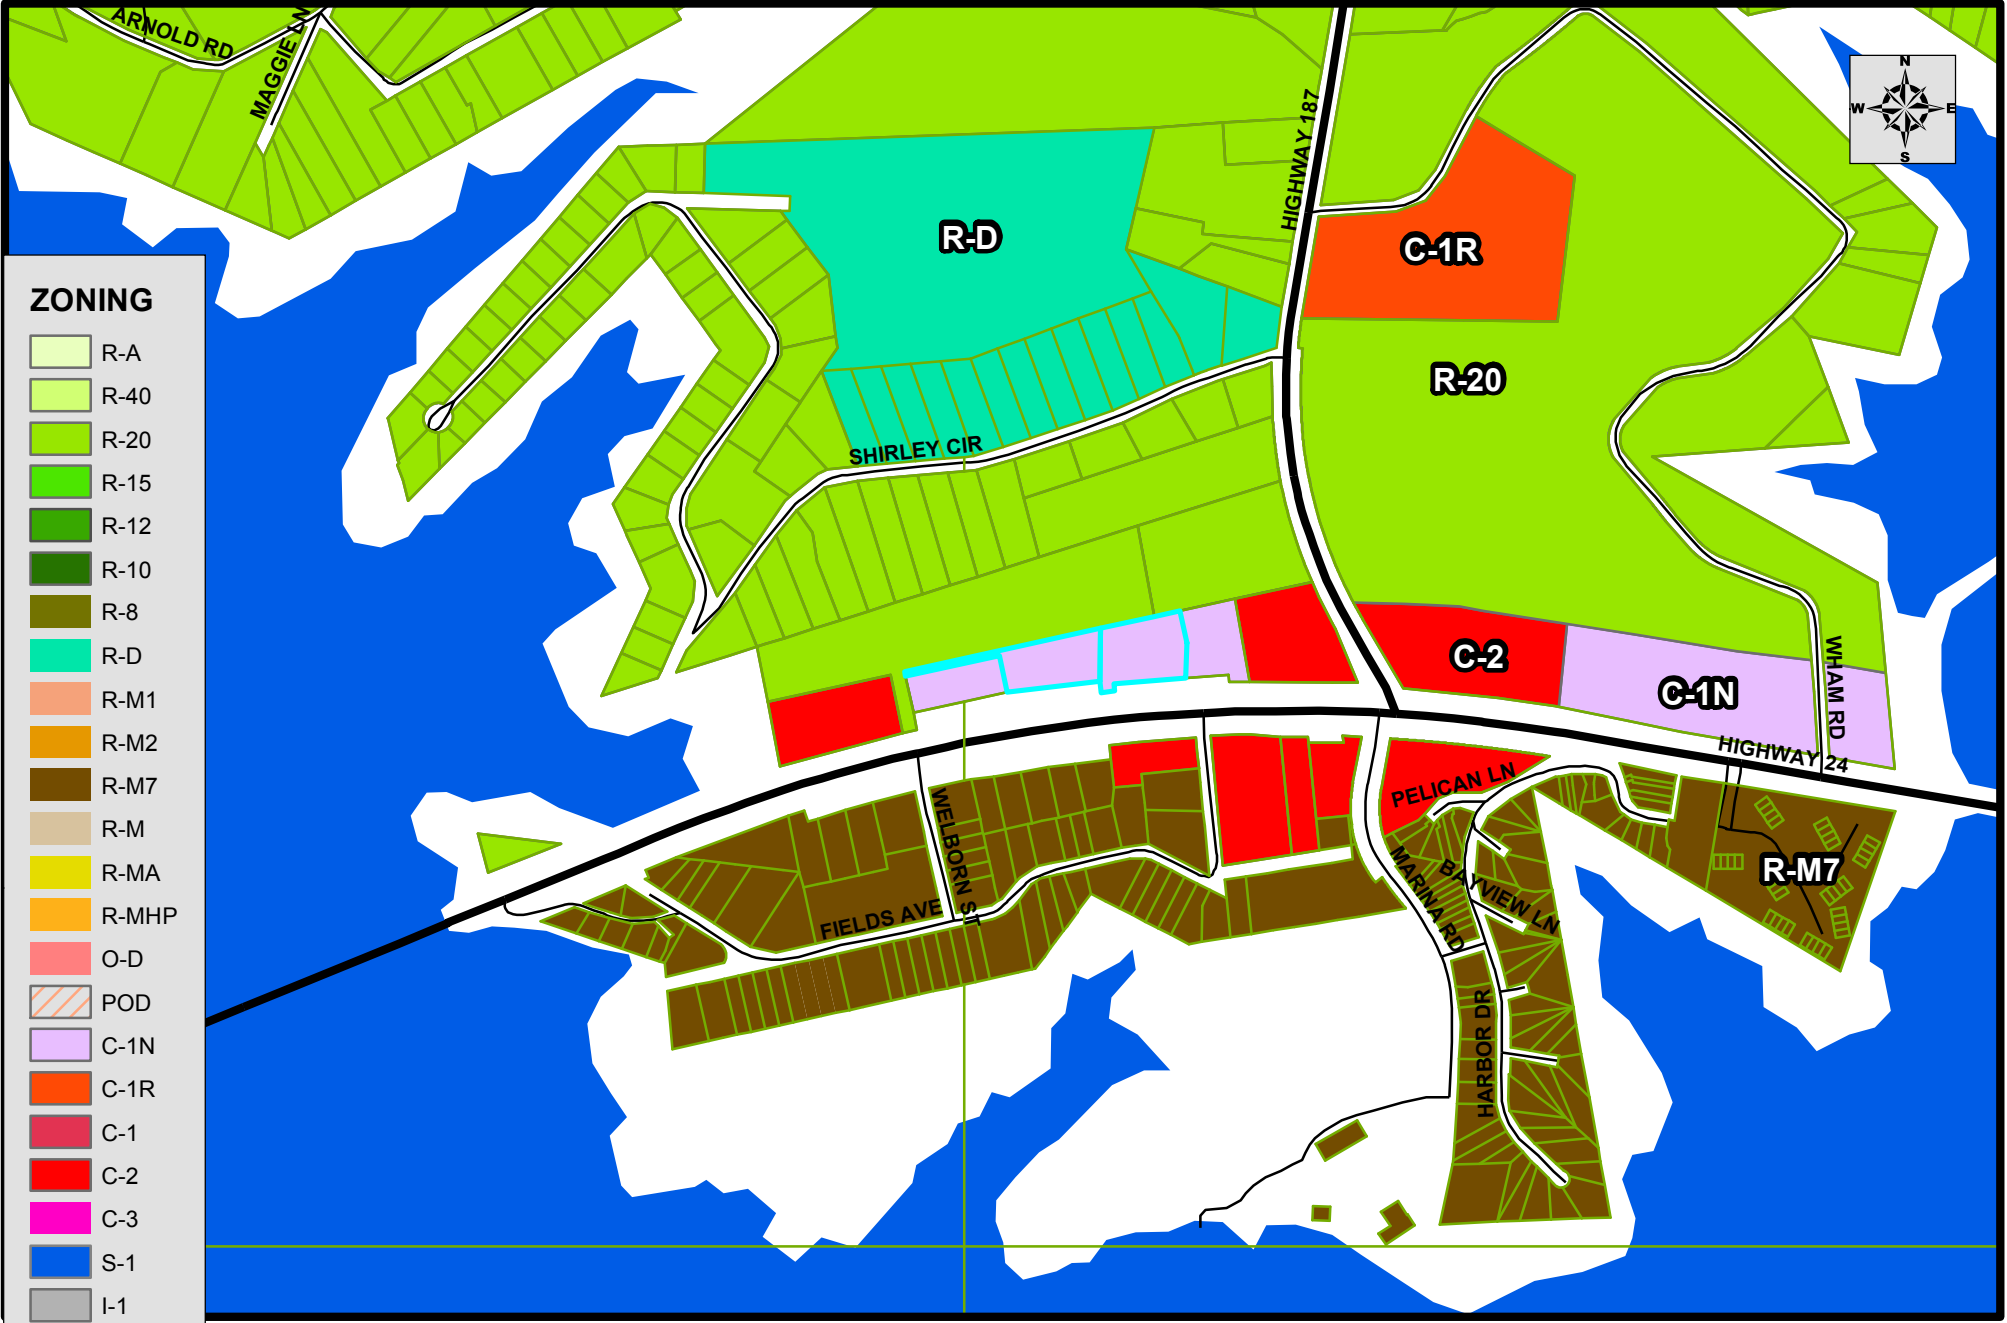 ARNOLD RD
MAGGIE LN
HIGHWAY 187
N
W
E
S
R-D
C-1R
R-20
SHIRLEY CIR
C-2
C-1N
WHAM RD
HIGHWAY 24
PELICAN LN
WELBORN ST
FIELDS AVE
MARINA RD
BAYVIEW LN
R-M7
HARBOR DR
ZONING
R-A
R-40
R-20
R-15
R-12
R-10
R-8
R-D
R-M1
R-M2
R-M7
R-M
R-MA
R-MHP
O-D
POD
C-1N
C-1R
C-1
C-2
C-3
S-1
I-1